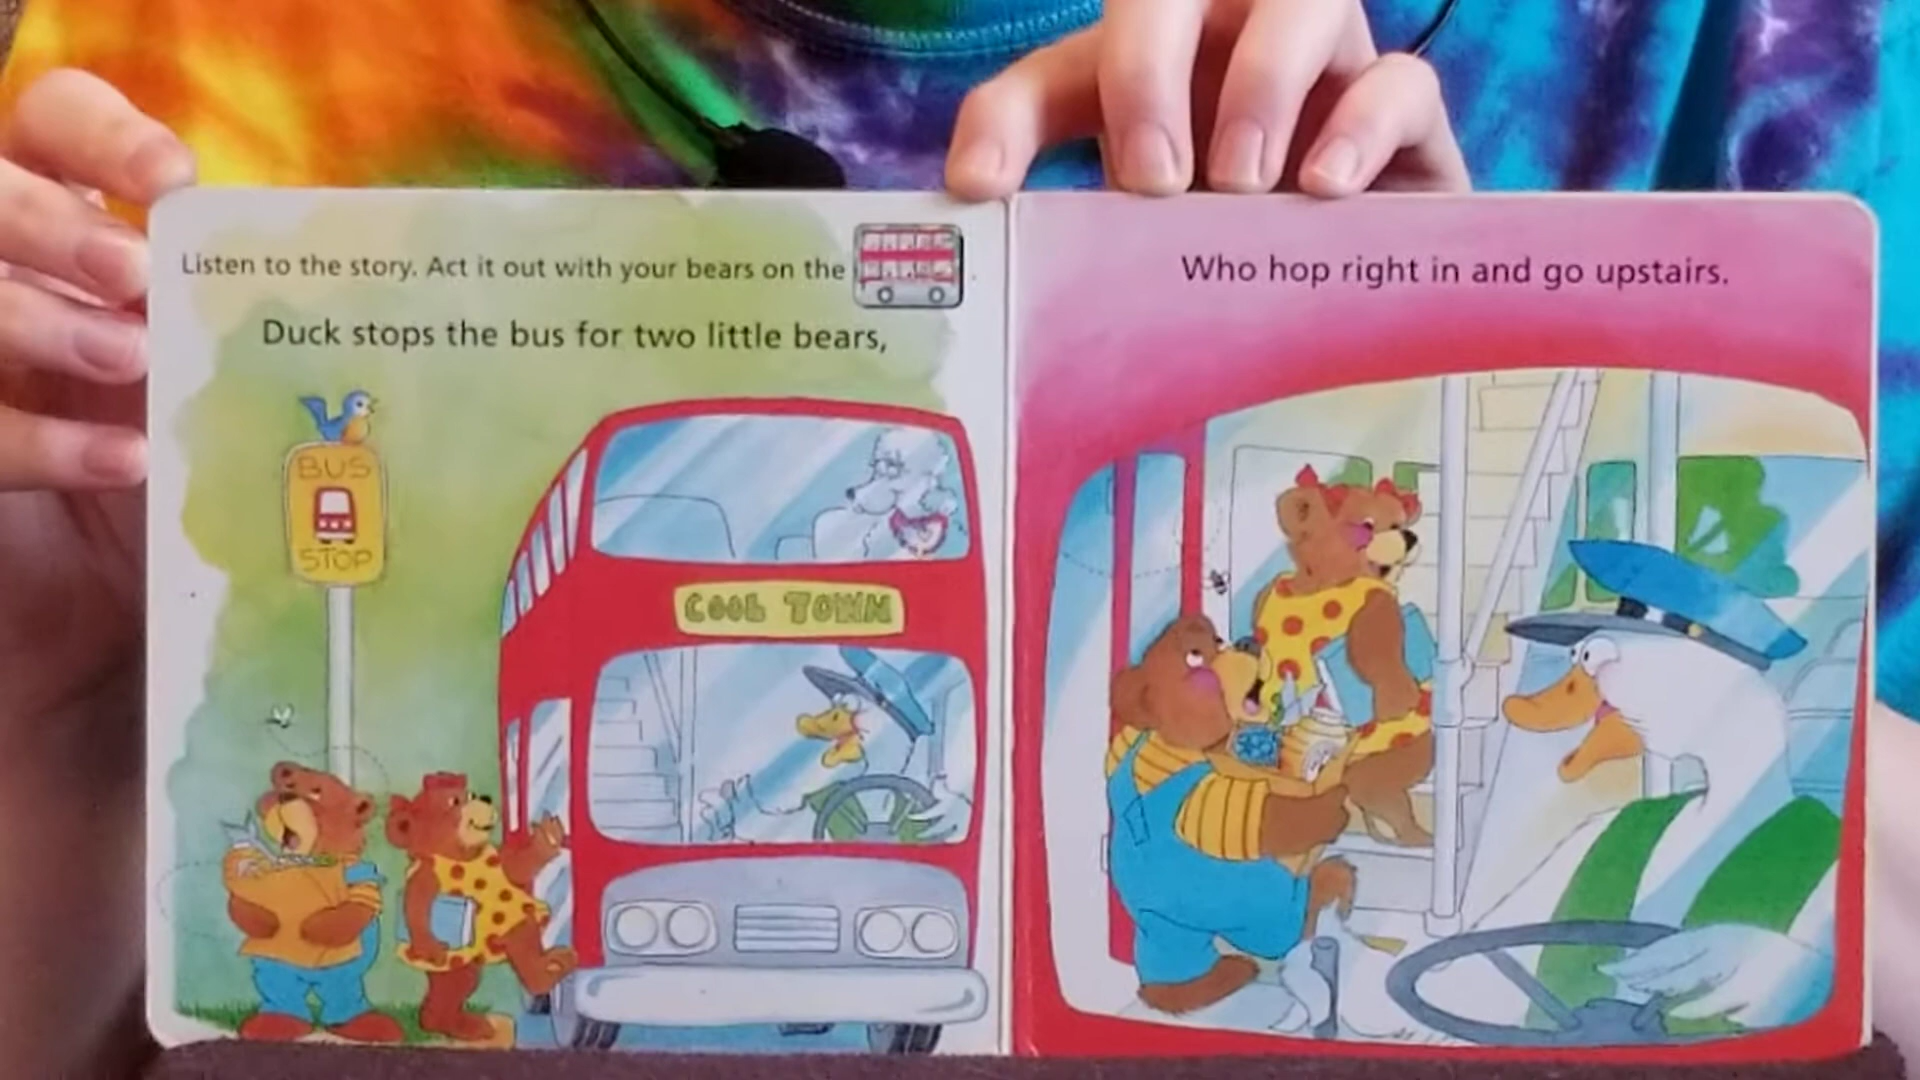 Listen to the story. Act it out with your bears on the .
Duck stops the bus for two little bears,
BUS
STOP
COOL TOWN
Who hop right in and go upstairs.